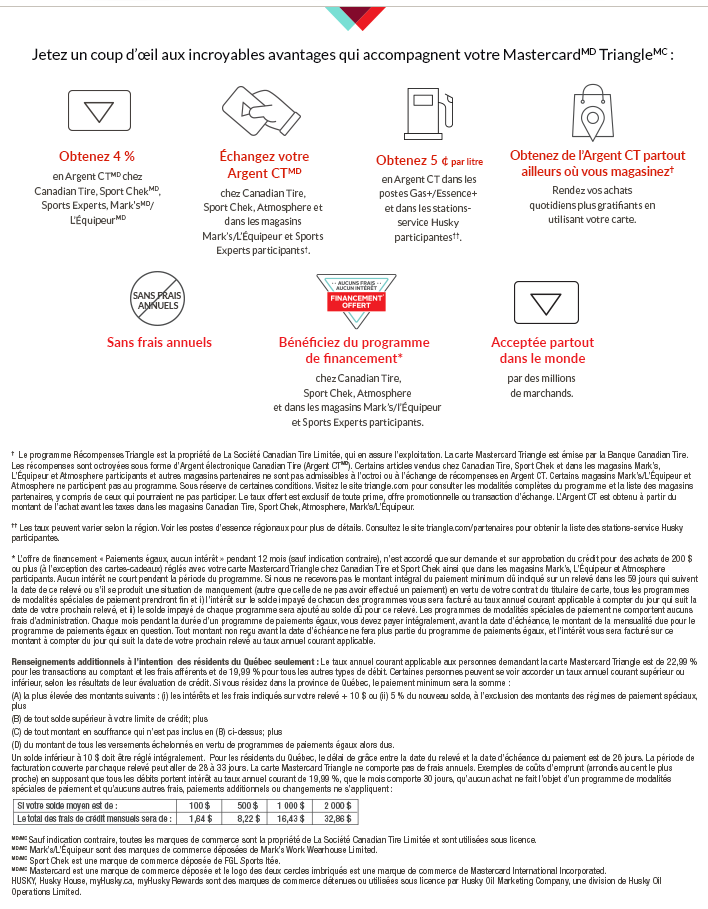 Jetez un coup d'œil aux incroyables avantages qui accompagnent votre Mastercardᴹᴰ Triangleᴹᶜ :
Obtenez 4 %
en Argent CTᴹᴰ chez
Canadian Tire, Sport Chekᴹᴰ,
Sports Experts, Mark'sᴹᴰ/
L'Équipeurᴹᴰ
Échangez votre
Argent CTᴹᴰ
chez Canadian Tire,
Sport Chek, Atmosphere et
dans les magasins
Mark's/L'Équipeur et Sports
Experts participants†.
Obtenez 5 ¢ par litre
en Argent CT dans les
postes Gas+/Essence+
et dans les stations-
service Husky
participantes††.
Obtenez de l'Argent CT partout
ailleurs où vous magasinez†
Rendez vos achats
quotidiens plus gratifiants en
utilisant votre carte.
SANS FRAIS
ANNUELS
Sans frais annuels
AUCUNS FRAIS
AUCUN INTÉRÊT
FINANCEMENT
OFFERT
Bénéficiez du programme
de financement*
chez Canadian Tire,
Sport Chek, Atmosphere
et dans les magasins Mark's/L'Équipeur
et Sports Experts participants.
Acceptée partout
dans le monde
par des millions
de marchands.
† Le programme Récompenses Triangle est la propriété de La Société Canadian Tire Limitée, qui en assure l'exploitation. La carte Mastercard Triangle est émise par la Banque Canadian Tire.
Les récompenses sont octroyées sous forme d'Argent électronique Canadian Tire (Argent CTᴹᴰ). Certains articles vendus chez Canadian Tire, Sport Chek et dans les magasins Mark's,
L'Équipeur et Atmosphere participants et autres magasins partenaires ne sont pas admissibles à l'octroi ou à l'échange de récompenses en Argent CT. Certains magasins Mark's/L'Équipeur et
Atmosphere ne participent pas au programme. Sous réserve de certaines conditions. Visitez le site triangle.com pour consulter les modalités complètes du programme et la liste des magasins
partenaires, y compris de ceux qui pourraient ne pas participer. Le taux offert est exclusif de toute prime, offre promotionnelle ou transaction d'échange. L'Argent CT est obtenu à partir du
montant de l'achat avant les taxes dans les magasins Canadian Tire, Sport Chek, Atmosphere, Mark's/L'Équipeur.
†† Les taux peuvent varier selon la région. Voir les postes d'essence régionaux pour plus de détails. Consultez le site triangle.com/partenaires pour obtenir la liste des stations-service Husky
participantes.
* L'offre de financement « Paiements égaux, aucun intérêt » pendant 12 mois (sauf indication contraire), n'est accordé que sur demande et sur approbation du crédit pour des achats de 200 $
ou plus (à l'exception des cartes-cadeaux) réglés avec votre carte Mastercard Triangle chez Canadian Tire et Sport Chek ainsi que dans les magasins Mark's, L'Équipeur et Atmosphere
participants. Aucun intérêt ne court pendant la période du programme. Si nous ne recevons pas le montant intégral du paiement minimum dû indiqué sur un relevé dans les 59 jours qui suivent
la date de ce relevé ou s'il se produit une situation de manquement (autre que celle de ne pas avoir effectué un paiement) en vertu de votre contrat du titulaire de carte, tous les programmes
de modalités spéciales de paiement prendront fin et i) l'intérêt sur le solde impayé de chacun des programmes vous sera facturé au taux annuel courant applicable à compter du jour qui suit la
date de votre prochain relevé, et ii) le solde impayé de chaque programme sera ajouté au solde dû pour ce relevé. Les programmes de modalités spéciales de paiement ne comportent aucuns
frais d'administration. Chaque mois pendant la durée d'un programme de paiements égaux, vous devez payer intégralement, avant la date d'échéance, le montant de la mensualité due pour le
programme de paiements égaux en question. Tout montant non reçu avant la date d'échéance ne fera plus partie du programme de paiements égaux, et l'intérêt vous sera facturé sur ce
montant à compter du jour qui suit la date de votre prochain relevé au taux annuel courant applicable.
Renseignements additionels à l'intention des résidents du Québec seulement : Le taux annuel courant applicable aux personnes demandant la carte Mastercard Triangle est de 22,99 %
pour les transactions au comptant et les frais afférents et de 19,99 % pour tous les autres types de débit. Certaines personnes peuvent se voir accorder un taux annuel courant supérieur ou
inférieur, selon les résultats de leur évaluation de crédit. Si vous résidez dans la province de Québec, le paiement minimum sera la somme :
(A) la plus élevée des montants suivants : (i) les intérêts et les frais indiqués sur votre relevé + 10 $ ou (ii) 5 % du nouveau solde, à l'exclusion des montants des régimes de paiement spéciaux,
plus
(B) de tout solde supérieur à votre limite de crédit; plus
(C) de tout montant en souffrance qui n'est pas inclus en (B) ci-dessus; plus
(D) du montant de tous les versements échelonnés en vertu de programmes de paiements égaux alors dus.
Un solde inférieur à 10 $ doit être réglé intégralement. Pour les résidents du Québec, le délai de grâce entre la date du relevé et la date d'échéance du paiement est de 26 jours. La période de
facturation couverte par chaque relevé peut aller de 28 à 33 jours. La carte Mastercard Triangle ne comporte pas de frais annuels. Exemples de coûts d'emprunt (arrondis au cent le plus
proche) en supposant que tous les débits portent intérêt au taux annuel courant de 19,99 %, que le mois comporte 30 jours, qu'aucun achat ne fait l'objet d'un programme de modalités
spéciales de paiement et qu'aucuns autres frais, paiements additionels ou changements ne s'appliquent :
Si votre solde moyen est de : 100 $ 500 $ 1 000 $ 2 000 $
Le total des frais de crédit mensuels sera de : 1,64 $ 8,22 $ 16,43 $ 32,86 $
ᴹᴰ/ᴹᶜ Sauf indication contraire, toutes les marques de commerce sont la propriété de La Société Canadian Tire Limitée et sont utilisées sous licence.
ᴹᴰ/ᴹᶜ Mark's/L'Équipeur sont des marques de commerce déposées de Mark's Work Wearhouse Limited.
ᴹᴰ/ᴹᶜ Sport Chek est une marque de commerce déposée de FGL Sports ltée.
ᴹᴰ/ᴹᶜ Mastercard est une marque de commerce déposée et le logo des deux cercles imbriqués est une marque de commerce de Mastercard International Incorporated.
HUSKY, Husky House, myHusky.ca, myHusky Rewards sont des marques de commerce détenues ou utilisées sous licence par Husky Oil Marketing Company, une division de Husky Oil
Operations Limited.